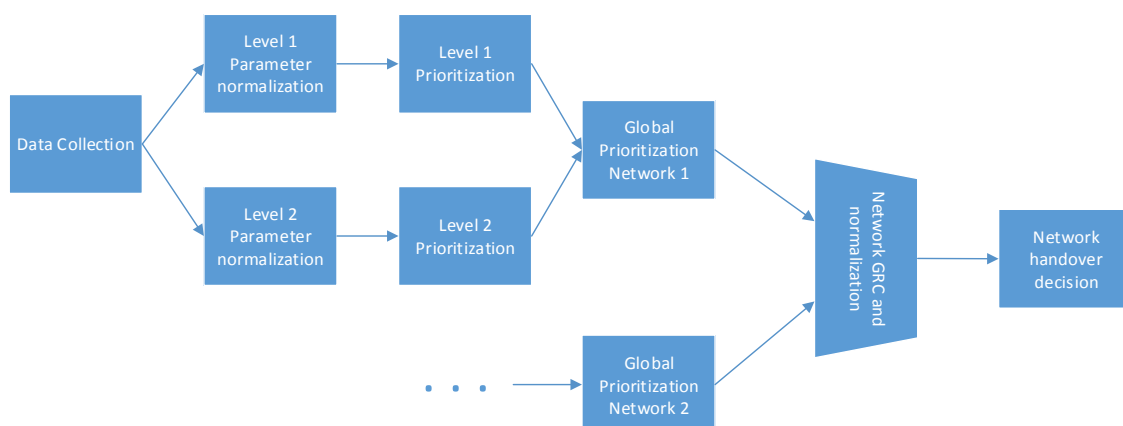 Data Collection
Level 1
Parameter
normalization
Level 1
Prioritization
Level 2
Parameter
normalization
Level 2
Prioritization
Global
Prioritization
Network 1
. . .
Global
Prioritization
Network 2
Network GRC and
normalization
Network
handover
decision